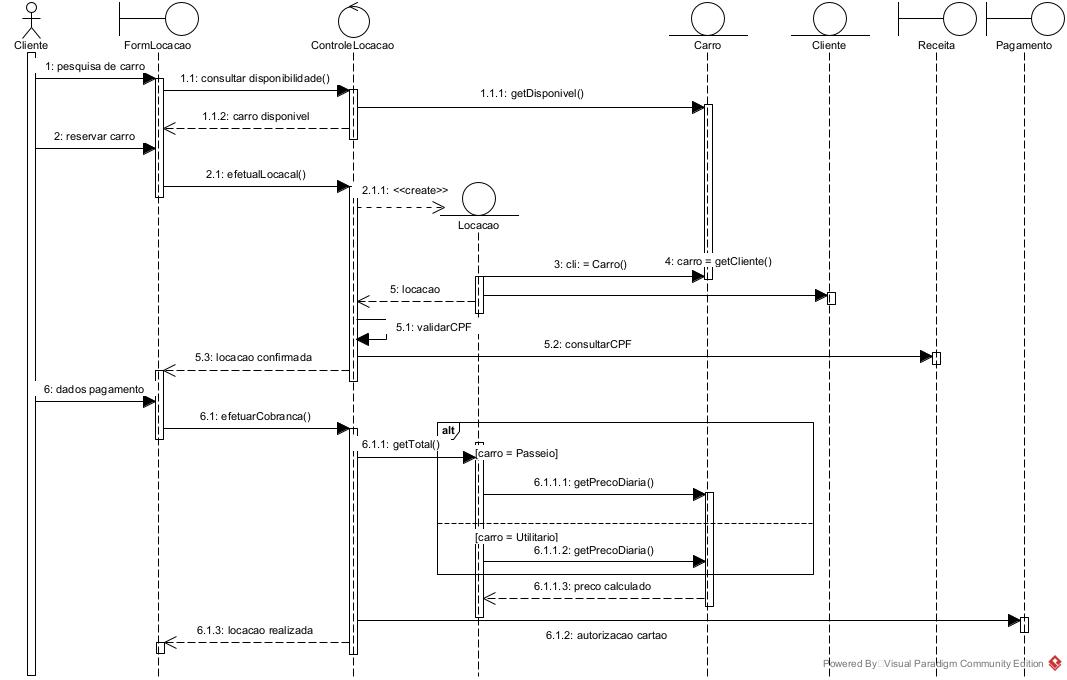 Cliente
FormLocacao
ControleLocacao
Carro
Cliente
Receita
Pagamento
1: pesquisa de carro
1.1: consultar disponibilidade()
1.1.1: getDisponivel()
1.1.2: carro disponivel
2: reservar carro
2.1: efetualLocacal()
2.1.1: <<create>>
Locacao
3: cli: = Carro()
4: carro = getCliente()
5: locacao
5.1: validarCPF
5.2: consultarCPF
5.3: locacao confirmada
6: dados pagamento
6.1: efetuarCobranca()
alt
6.1.1: getTotal()
[carro = Passeio]
6.1.1.1: getPrecoDiaria()
[carro = Utilitario]
6.1.1.2: getPrecoDiaria()
6.1.1.3: preco calculado
6.1.3: locacao realizada
6.1.2: autorizacao cartao
Powered By Visual Paradigm Community Edition